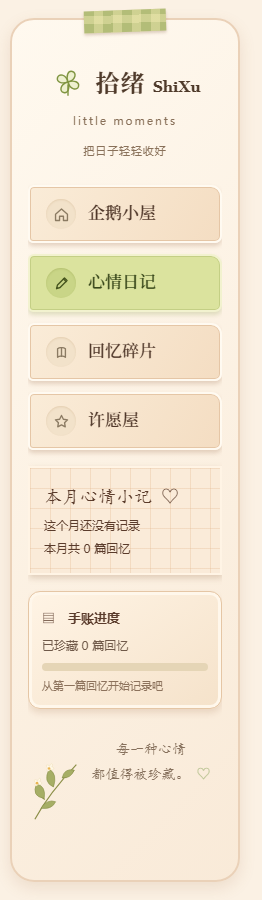 拾绪 ShiXu
little moments
把日子轻轻收好
企鹅小屋
心情日记
回忆碎片
许愿屋
本月心情小记 ♡
这个月还没有记录
本月共 0 篇回忆
手账进度
已珍藏 0 篇回忆
从第一篇回忆开始记录吧
每一种心情
都值得被珍藏。 ♡